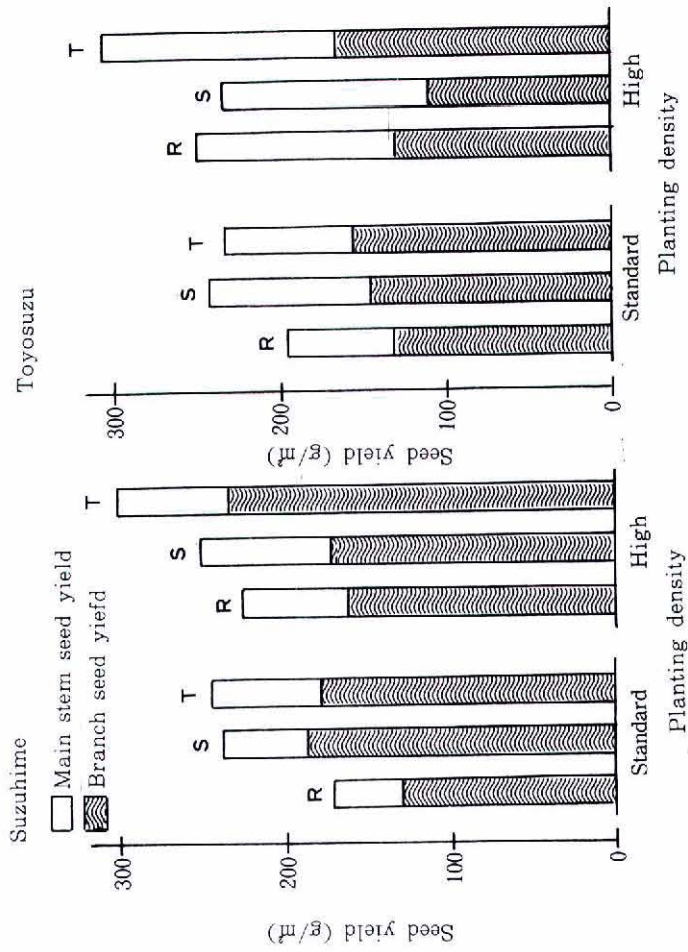 Suzuhime
Main stem seed yield
Branch seed yiefd
Seed yield (g/m²)
300
200
100
0
R
S
T
R
S
T
Standard
High
Planting density
Toyosuzu
Seed yield (g/m²)
300
200
100
0
R
S
T
R
S
T
Standard
High
Planting density